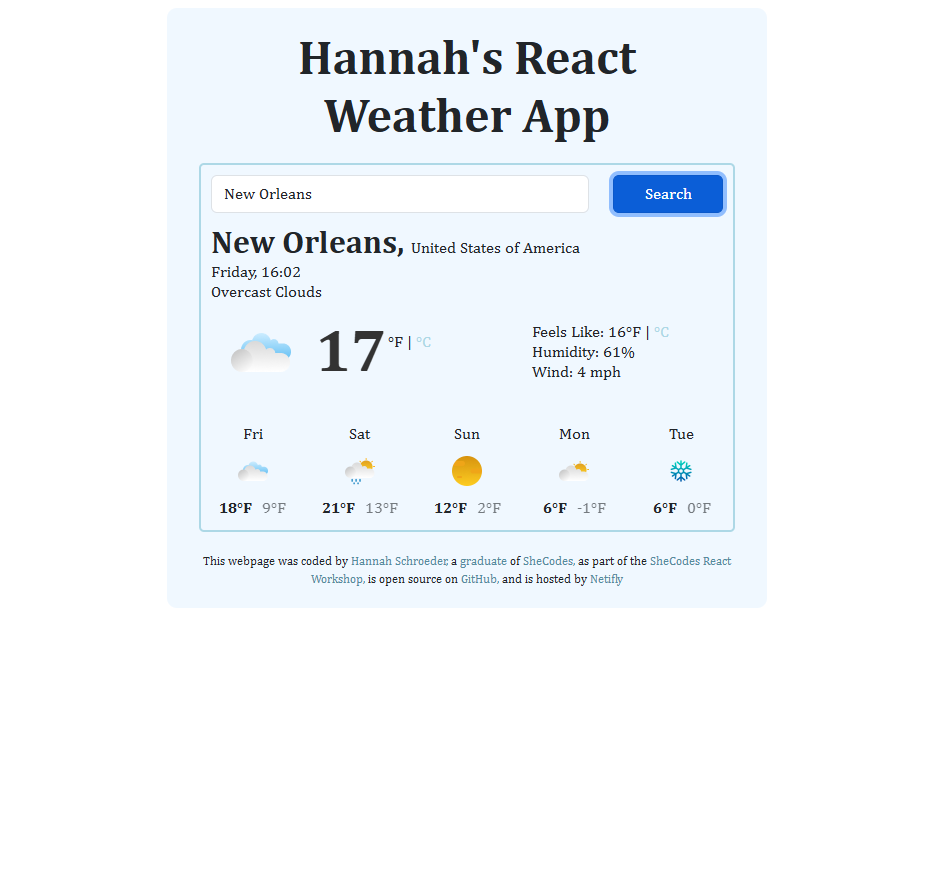 Hannah's React
Weather App
New Orleans
Search
New Orleans, United States of America
Friday, 16:02
Overcast Clouds
17 °F | °C
Feels Like: 16°F | °C
Humidity: 61%
Wind: 4 mph
Fri Sat Sun Mon Tue
18°F 9°F 21°F 13°F 12°F 2°F 6°F -1°F 6°F 0°F
This webpage was coded by Hannah Schroeder, a graduate of SheCodes, as part of the SheCodes React
Workshop, is open source on GitHub, and is hosted by Netifly